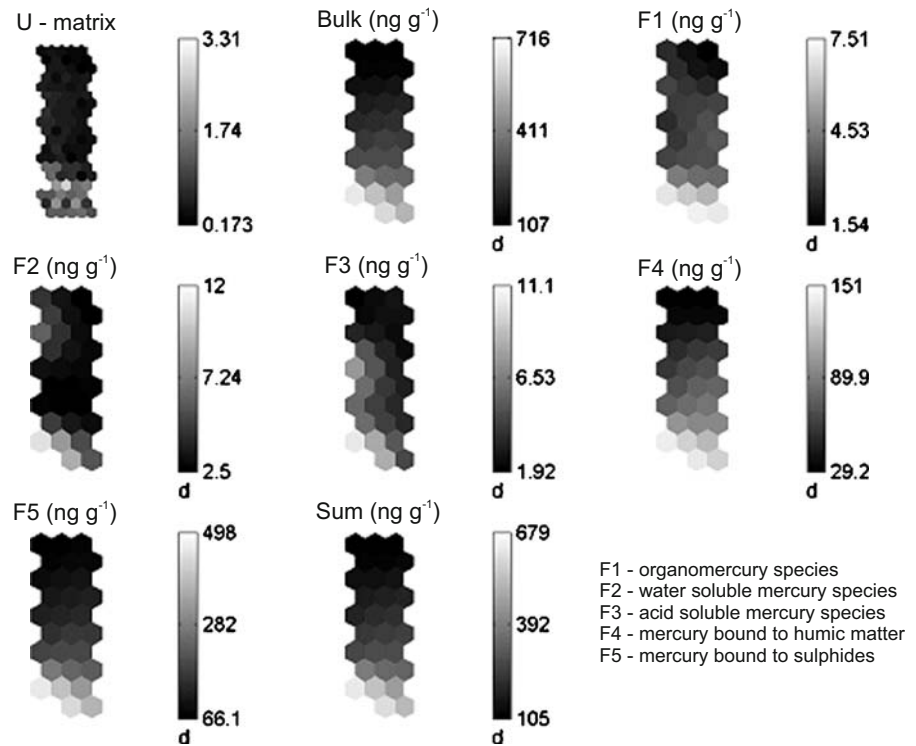 U - matrix
3.31
1.74
0.173
Bulk (ng g⁻¹)
716
411
107
d
F1 (ng g⁻¹)
7.51
4.53
1.54
d
F2 (ng g⁻¹)
12
7.24
2.5
d
F3 (ng g⁻¹)
11.1
6.53
1.92
d
F4 (ng g⁻¹)
151
89.9
29.2
d
F5 (ng g⁻¹)
498
282
66.1
d
Sum (ng g⁻¹)
679
392
105
d
F1 - organomercury species
F2 - water soluble mercury species
F3 - acid soluble mercury species
F4 - mercury bound to humic matter
F5 - mercury bound to sulphides